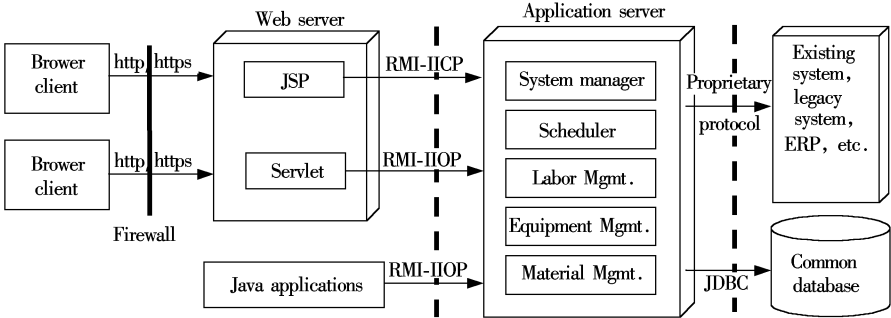 Web server
Application server
Brower
client
http, https
JSP
RMI-IICP
System manager
Scheduler
Labor Mgmt.
Equipment Mgmt.
Material Mgmt.
Proprietary
protocol
Existing
system,
legacy
system,
ERP, etc.
Brower
client
http, https
Servlet
RMI-IIOP
Firewall
Java applications
RMI-IIOP
JDBC
Common
database